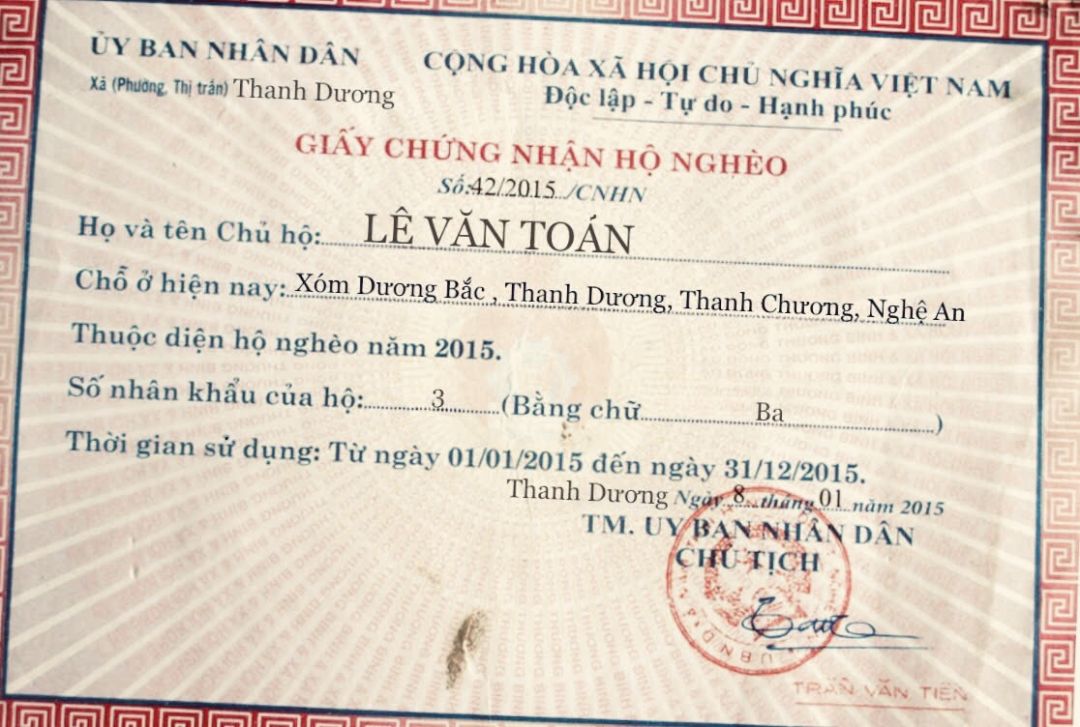 ỦY BAN NHÂN DÂN
Xã (Phường, Thị trấn) Thanh Dương
CỘNG HÒA XÃ HỘI CHỦ NGHĨA VIỆT NAM
Độc lập - Tự do - Hạnh phúc
GIẤY CHỨNG NHẬN HỘ NGHÈO
Số:42/2015/CNHN
Họ và tên Chủ hộ: LÊ VĂN TOÁN
Chỗ ở hiện nay: Xóm Dương Bắc , Thanh Dương, Thanh Chương, Nghệ An
Thuộc diện hộ nghèo năm 2015.
Số nhân khẩu của hộ: 3 (Bằng chữ Ba )
Thời gian sử dụng: Từ ngày 01/01/2015 đến ngày 31/12/2015.
Thanh Dương Ngày 8 tháng 01 năm 2015
TM. UY BAN NHÂN DÂN
CHỦ TỊCH
TRẦN VĂN TIẾN